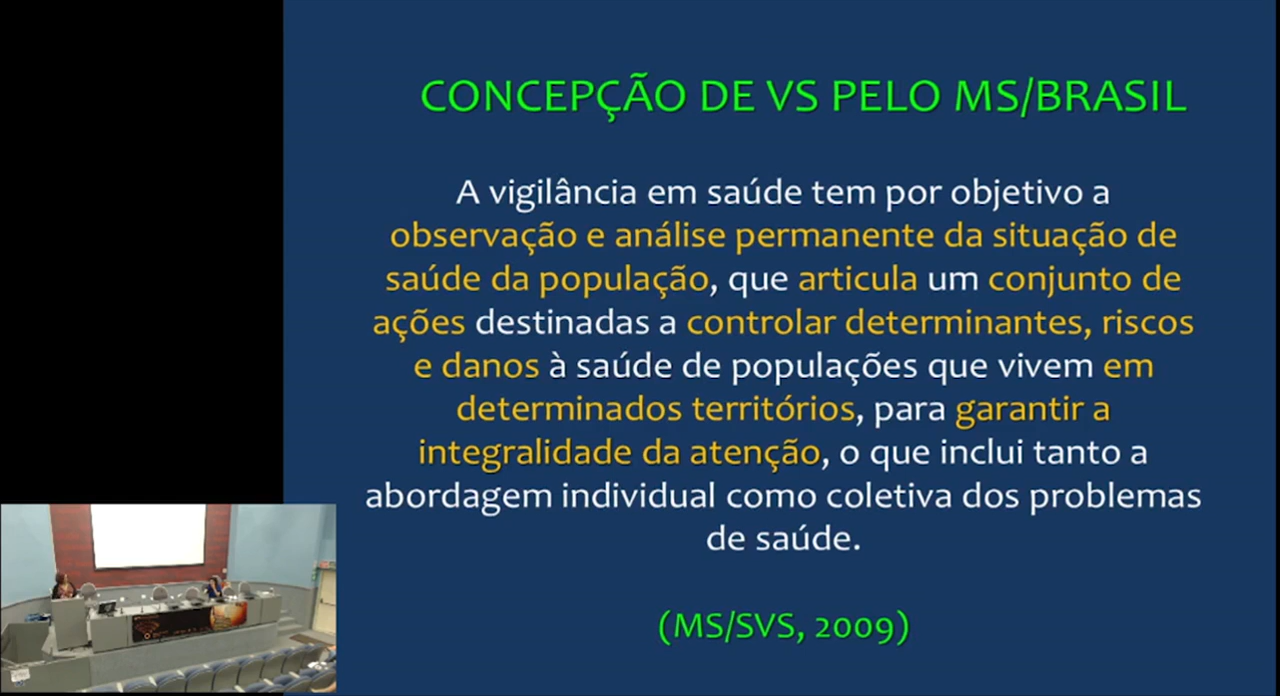 CONCEPÇÃO DE VS PELO MS/BRASIL
A vigilância em saúde tem por objetivo a
observação e análise permanente da situação de
saúde da população, que articula um conjunto de
ações destinadas a controlar determinantes, riscos
e danos à saúde de populações que vivem em
determinados territórios, para garantir a
integralidade da atenção, o que inclui tanto a
abordagem individual como coletiva dos problemas
de saúde.
(MS/SVS, 2009)